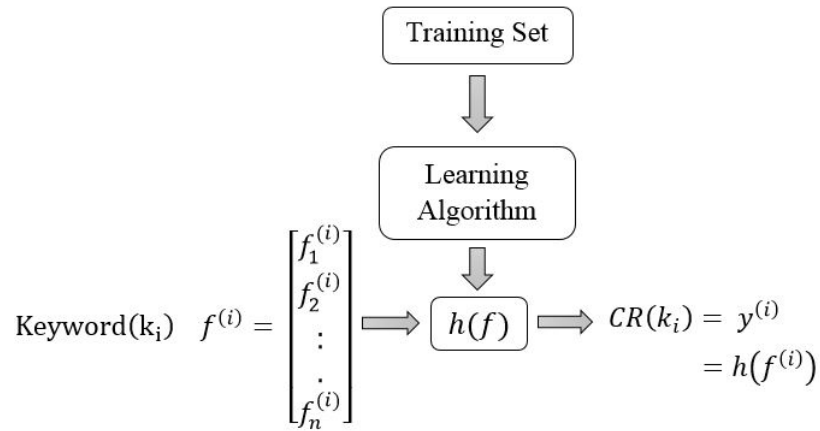 Training Set
Learning
Algorithm
Keyword(kᵢ) f⁽ⁱ⁾ =
f₁⁽ⁱ⁾
f₂⁽ⁱ⁾
:
.
fₙ⁽ⁱ⁾
h(f)
CR(kᵢ) = y⁽ⁱ⁾
= h(f⁽ⁱ⁾)